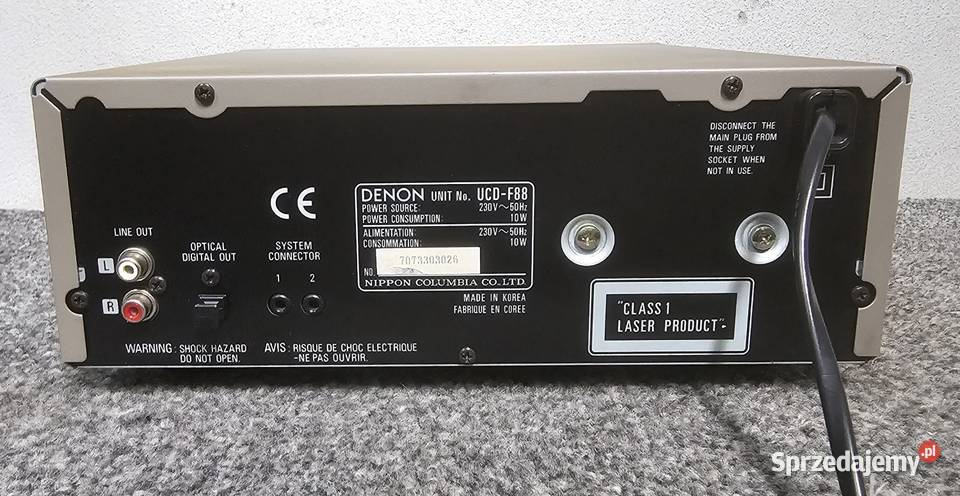 DISCONNECT THE
MAIN PLUG FROM
THE SUPPLY
SOCKET WHEN
NOT IN USE.
CE
DENON UNIT No. UCD-F88
POWER SOURCE: 230V~50Hz
POWER CONSUMPTION: 10W
ALIMENTATION: 230V~50Hz
CONSOMMATION: 10W
NO. 7073303026
NIPPON COLUMBIA CO.,LTD.
MADE IN KOREA
FABRIQUE EN COREE
LINE OUT
L
R
OPTICAL
DIGITAL OUT
SYSTEM
CONNECTOR
1 2
"CLASS 1
LASER PRODUCT"
WARNING: SHOCK HAZARD
DO NOT OPEN.
AVIS: RISQUE DE CHOC ELECTRIQUE
-NE PAS OUVRIR.
Sprzedajemy.pl